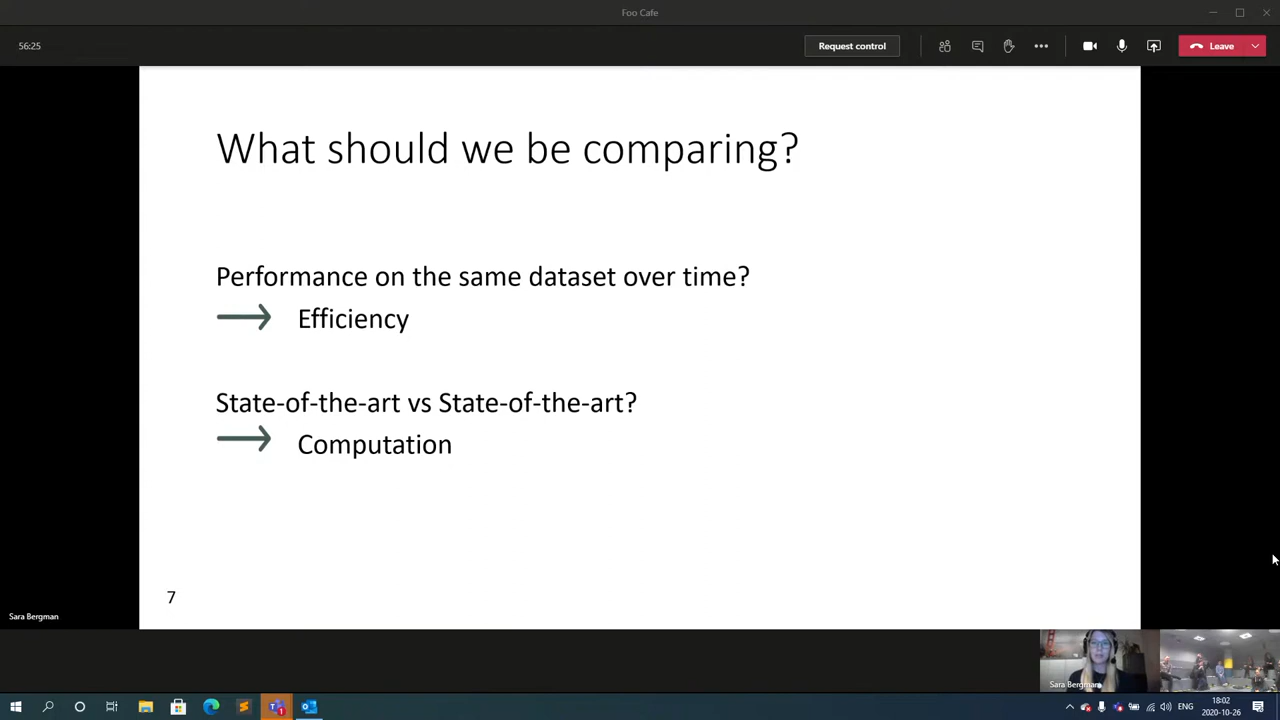 Foo Cafe
56:25
Request control
Leave
What should we be comparing?
Performance on the same dataset over time?
Efficiency
State-of-the-art vs State-of-the-art?
Computation
7
Sara Bergman
Sara Bergman
ENG
18:02
2020-10-26